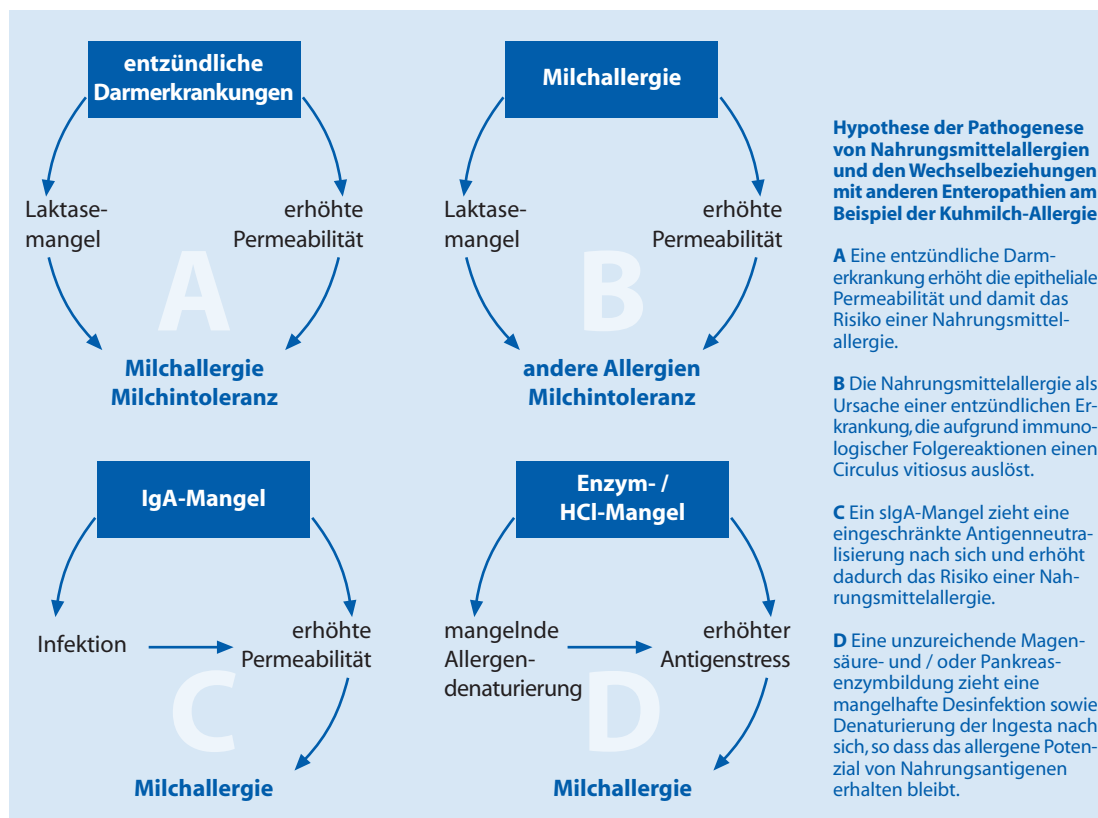 entzündliche
Darmerkrankungen
Laktase-
mangel
erhöhte
Permeabilität
A
Milchallergie
Milchintoleranz
Milchallergie
Laktase-
mangel
erhöhte
Permeabilität
B
andere Allergien
Milchintoleranz
IgA-Mangel
Infektion
erhöhte
Permeabilität
C
Milchallergie
Enzym- /
HCl-Mangel
mangelnde
Allergen-
denaturierung
erhöhter
Antigenstress
D
Milchallergie
Hypothese der Pathogenese
von Nahrungsmittelallergien
und den Wechselbeziehungen
mit anderen Enteropathien am
Beispiel der Kuhmilch-Allergie
A Eine entzündliche Darm-
erkrankung erhöht die epitheliale
Permeabilität und damit das
Risiko einer Nahrungsmittel-
allergie.
B Die Nahrungsmittelallergie als
Ursache einer entzündlichen Er-
krankung, die aufgrund immuno-
logischer Folgereaktionen einen
Circulus vitiosus auslöst.
C Ein sIgA-Mangel zieht eine
eingeschränkte Antigenneutra-
lisierung nach sich und erhöht
dadurch das Risiko einer Nah-
rungsmittelallergie.
D Eine unzureichende Magen-
säure- und / oder Pankreas-
enzymbildung zieht eine
mangelhafte Desinfektion sowie
Denaturierung der Ingesta nach
sich, so dass das allergene Poten-
zial von Nahrungsantigenen
erhalten bleibt.